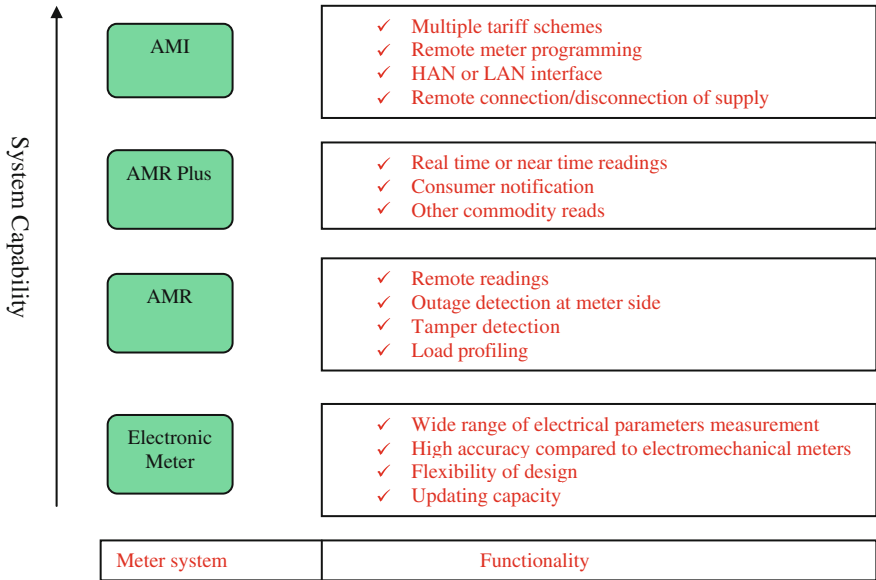 System Capability
AMI
Multiple tariff schemes
Remote meter programming
HAN or LAN interface
Remote connection/disconnection of supply
AMR Plus
Real time or near time readings
Consumer notification
Other commodity reads
AMR
Remote readings
Outage detection at meter side
Tamper detection
Load profiling
Electronic
Meter
Wide range of electrical parameters measurement
High accuracy compared to electromechanical meters
Flexibility of design
Updating capacity
Meter system
Functionality